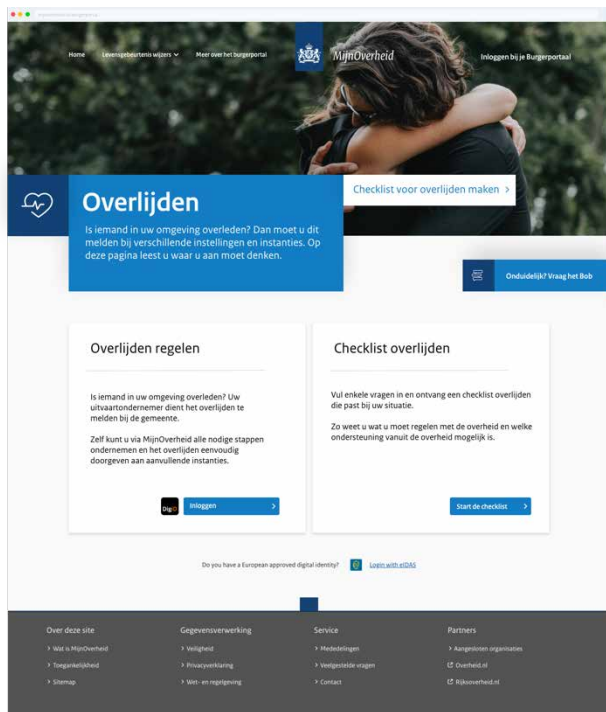 Home
Levensgebeurtenis wijzers
Meer over het burgerportal
MijnOverheid
Inloggen bij je Burgerportaal
Checklist voor overlijden maken >
Overlijden
Is iemand in uw omgeving overleden? Dan moet u dit
melden bij verschillende instellingen en instanties. Op
deze pagina leest u waar u aan moet denken.
Onduidelijk? Vraag het Bob
Overlijden regelen
Is iemand in uw omgeving overleden? Uw
uitvaartondernemer dient het overlijden te
melden bij de gemeente.
Zelf kunt u via MijnOverheid alle nodige stappen
ondernemen en het overlijden eenvoudig
doorgeven aan aanvullende instanties.
DigiD
Inloggen >
Checklist overlijden
Vul enkele vragen in en ontvang een checklist overlijden
die past bij uw situatie.
Zo weet u wat u moet regelen met de overheid en welke
ondersteuning vanuit de overheid mogelijk is.
Start de checklist >
Do you have a European approved digital identity?
Login with eIDAS
Over deze site
> Wat is MijnOverheid
> Toegankelijkheid
> Sitemap
Gegevensverwerking
> Veiligheid
> Privacyverklaring
> Wet- en regelgeving
Service
> Mededelingen
> Veelgestelde vragen
> Contact
Partners
> Aangesloten organisaties
Overheid.nl
Rijksoverheid.nl